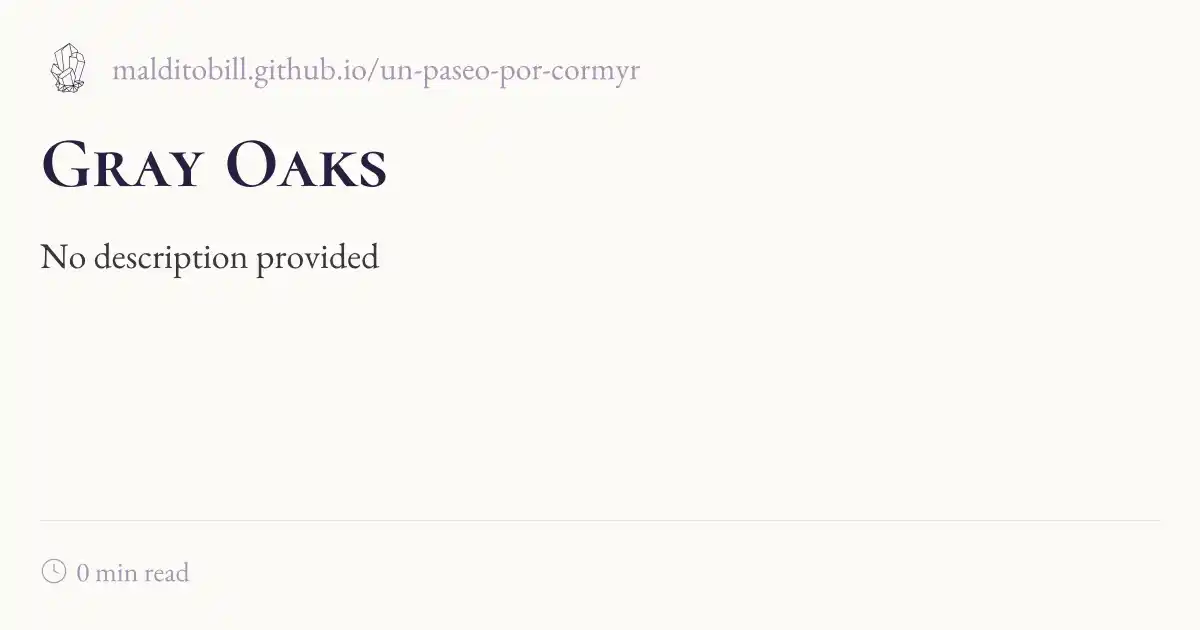 malditobill.github.io/un-paseo-por-cormyr
Gray Oaks
No description provided
0 min read